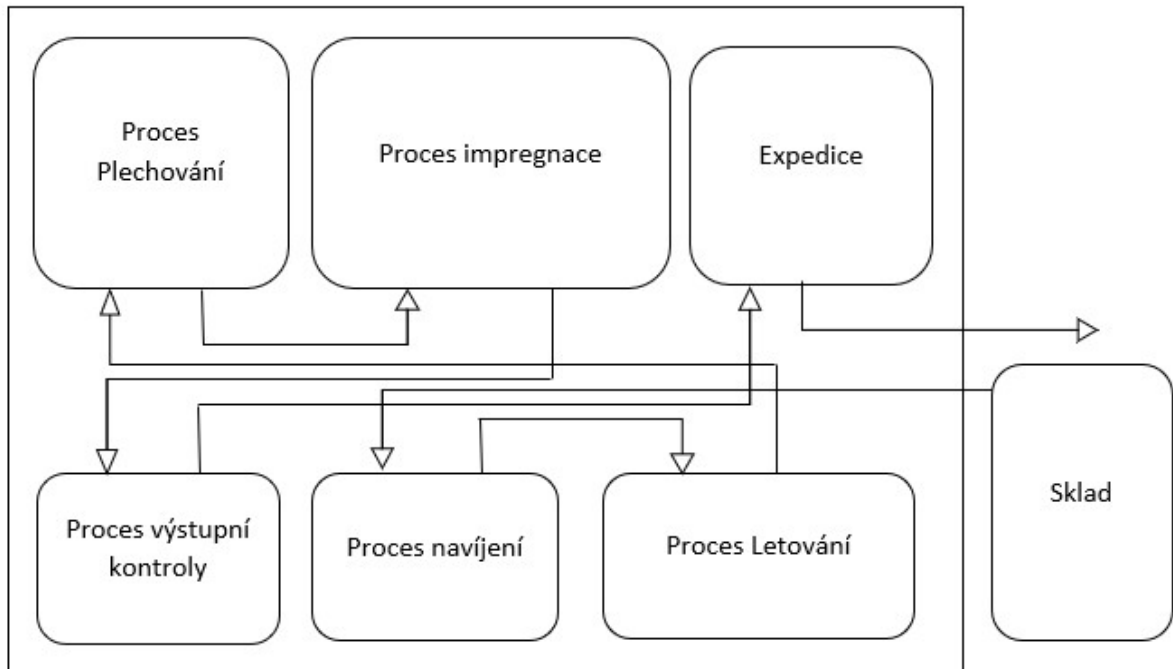 Proces
Plechování
Proces impregnace
Expedice
Proces výstupní
kontroly
Proces navíjení
Proces Letování
Sklad